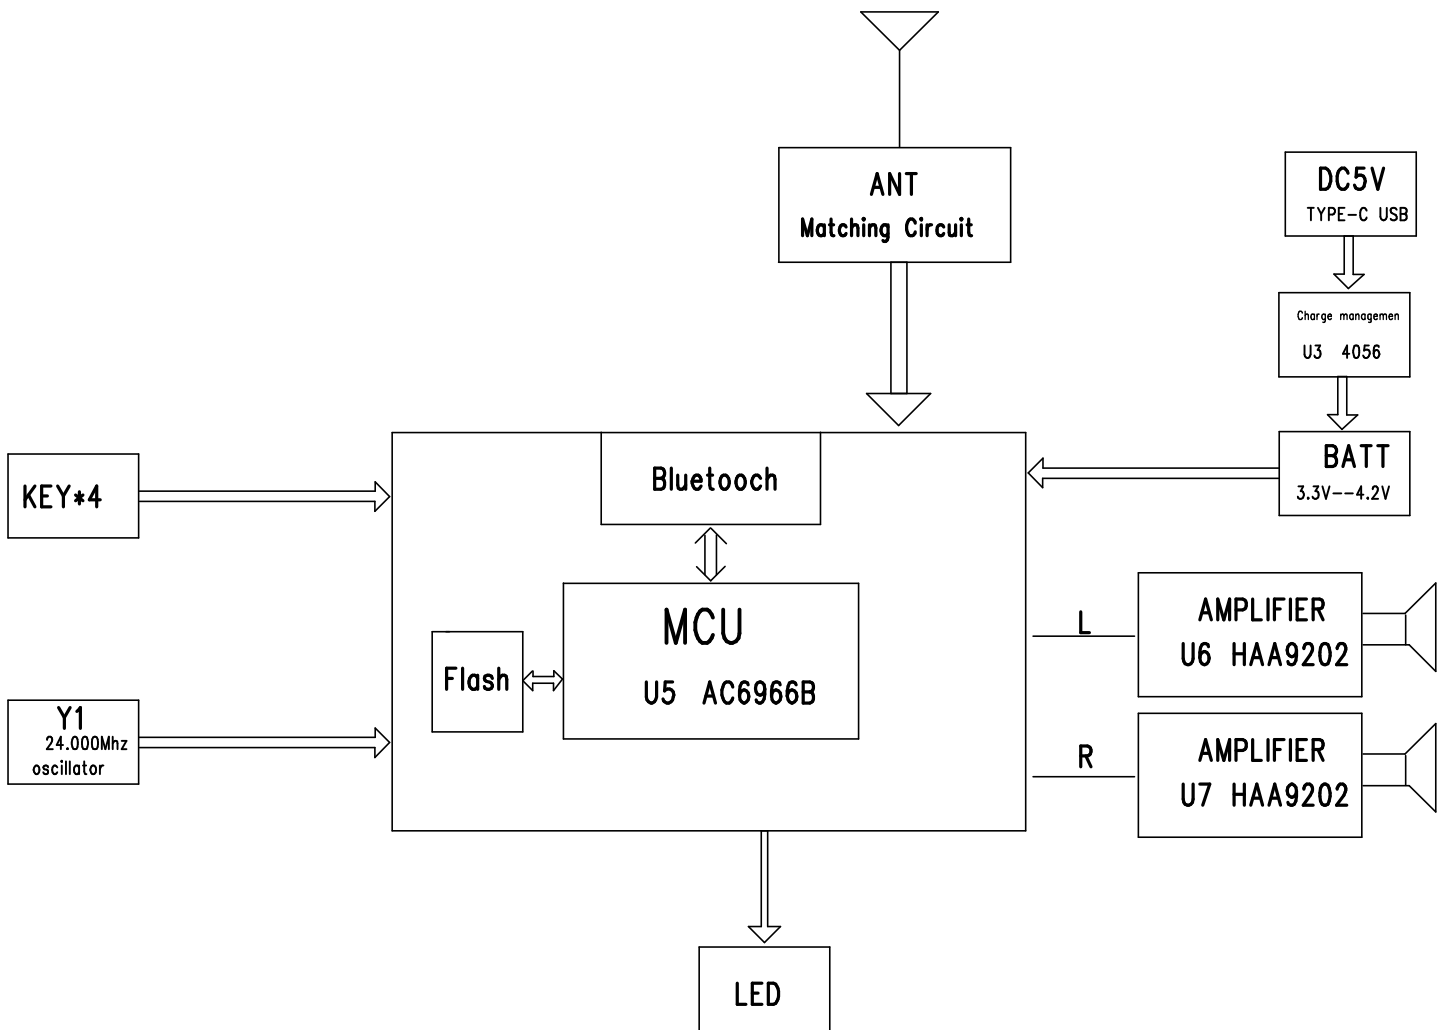 ANT
Matching Circuit
DC5V
TYPE-C USB
Charge managemen
U3 4056
BATT
3.3V--4.2V
KEY*4
Bluetooch
MCU
U5 AC6966B
Flash
L
AMPLIFIER
U6 HAA9202
Y1
24.000Mhz
oscillator
R
AMPLIFIER
U7 HAA9202
LED